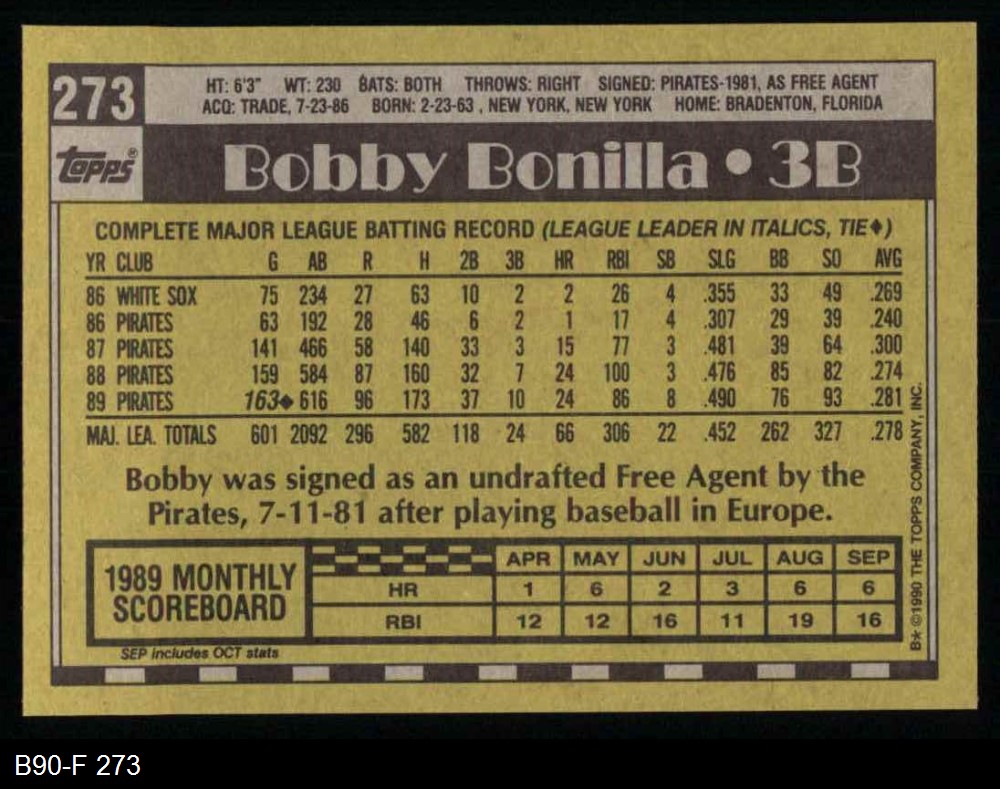 273
HT: 6'3" WT: 230 BATS: BOTH THROWS: RIGHT SIGNED: PIRATES-1981, AS FREE AGENT
ACQ: TRADE, 7-23-86 BORN: 2-23-63 , NEW YORK, NEW YORK HOME: BRADENTON, FLORIDA
Topps®
Bobby Bonilla • 3B
COMPLETE MAJOR LEAGUE BATTING RECORD (LEAGUE LEADER IN ITALICS, TIE♦)
YR CLUB G AB R H 2B 3B HR RBI SB SLG BB SO AVG
86 WHITE SOX 75 234 27 63 10 2 2 26 4 .355 33 49 .269
86 PIRATES 63 192 28 46 6 2 1 17 4 .307 29 39 .240
87 PIRATES 141 466 58 140 33 3 15 77 3 .481 39 64 .300
88 PIRATES 159 584 87 160 32 7 24 100 3 .476 85 82 .274
89 PIRATES 163♦ 616 96 173 37 10 24 86 8 .490 76 93 .281
MAJ. LEA. TOTALS 601 2092 296 582 118 24 66 306 22 .452 262 327 .278
Bobby was signed as an undrafted Free Agent by the
Pirates, 7-11-81 after playing baseball in Europe.
1989 MONTHLY
SCOREBOARD
APR MAY JUN JUL AUG SEP
HR 1 6 2 3 6 6
RBI 12 12 16 11 19 16
SEP includes OCT stats
B* ©1990 THE TOPPS COMPANY, INC.
B90-F 273